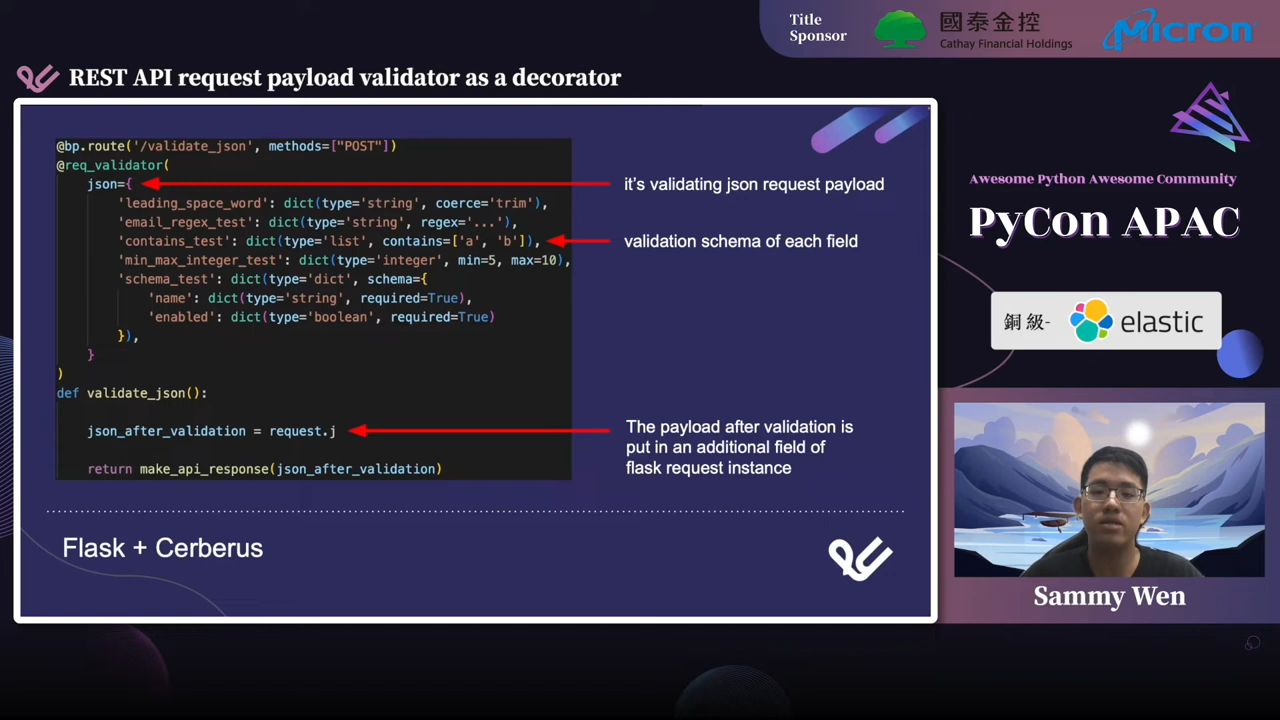 Title
Sponsor
國泰金控
Cathay Financial Holdings
Micron
REST API request payload validator as a decorator
@bp.route('/validate_json', methods=["POST"])
@req_validator(
json={
'leading_space_word': dict(type='string', coerce='trim'),
'email_regex_test': dict(type='string', regex='...'),
'contains_test': dict(type='list', contains=['a', 'b']),
'min_max_integer_test': dict(type='integer', min=5, max=10),
'schema_test': dict(type='dict', schema={
'name': dict(type='string', required=True),
'enabled': dict(type='boolean', required=True)
}),
}
)
def validate_json():
json_after_validation = request.j
return make_api_response(json_after_validation)
it's validating json request payload
validation schema of each field
The payload after validation is
put in an additional field of
flask request instance
Flask + Cerberus
Awesome Python Awesome Community
PyCon APAC
銅級- elastic
Sammy Wen